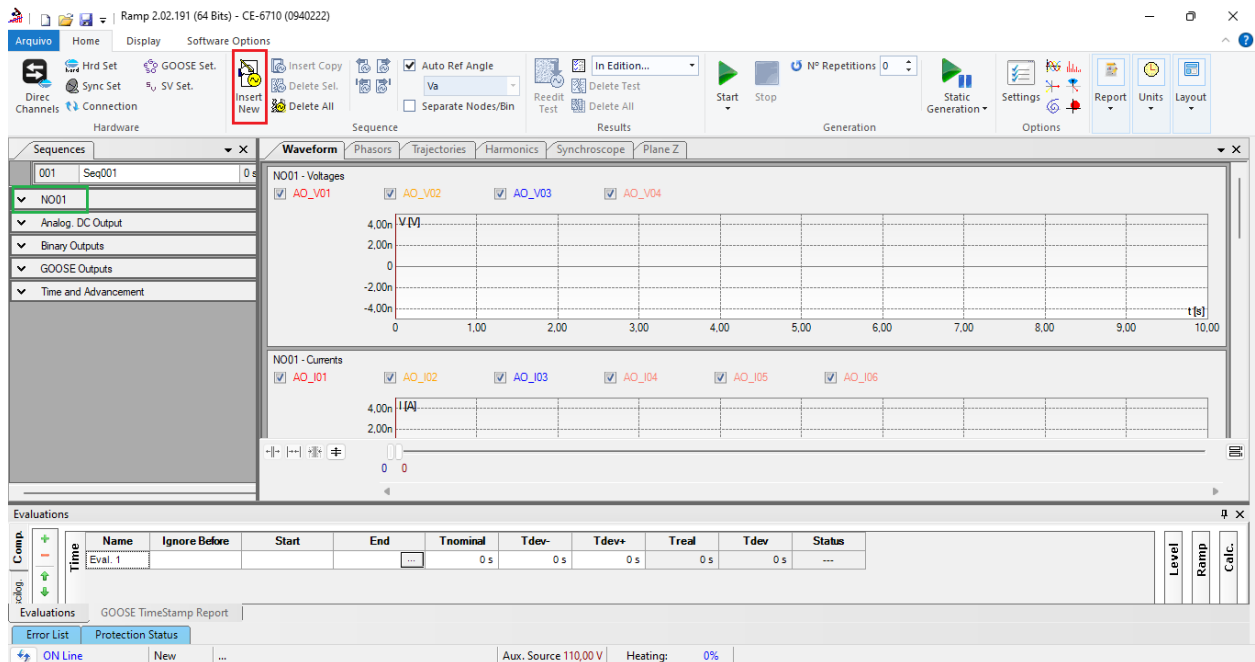 Ramp 2.02.191 (64 Bits) - CE-6710 (0940222)
Arquivo Home Display Software Options
Direc Channels
Hrd Set
Sync Set
Connection
GOOSE Set.
SV Set.
Hardware
Insert New
Insert Copy
Delete Sel.
Delete All
Auto Ref Angle
Va
Separate Nodes/Bin
Sequence
Reedit Test
In Edition...
Delete Test
Delete All
Results
Start
Stop
Nº Repetitions 0
Static Generation
Generation
Settings
Options
Report
Units
Layout
Sequences
001 Seq001 0 s
NO01
Analog. DC Output
Binary Outputs
GOOSE Outputs
Time and Advancement
Waveform Phasors Trajectories Harmonics Synchroscope Plane Z
NO01 - Voltages
AO_V01 AO_V02 AO_V03 AO_V04
V [V]
4,00n
2,00n
0
-2,00n
-4,00n
t [s]
0 1,00 2,00 3,00 4,00 5,00 6,00 7,00 8,00 9,00 10,00
NO01 - Currents
AO_I01 AO_I02 AO_I03 AO_I04 AO_I05 AO_I06
I [A]
4,00n
2,00n
0 0
Evaluations
Comp.
Time
Name Ignore Before Start End Tnominal Tdev- Tdev+ Treal Tdev Status
Eval. 1 ... 0 s 0 s 0 s 0 s 0 s ---
Level
Ramp
Calc.
Evaluations GOOSE TimeStamp Report
Error List Protection Status
ON Line New ... Aux. Source 110,00 V Heating: 0%